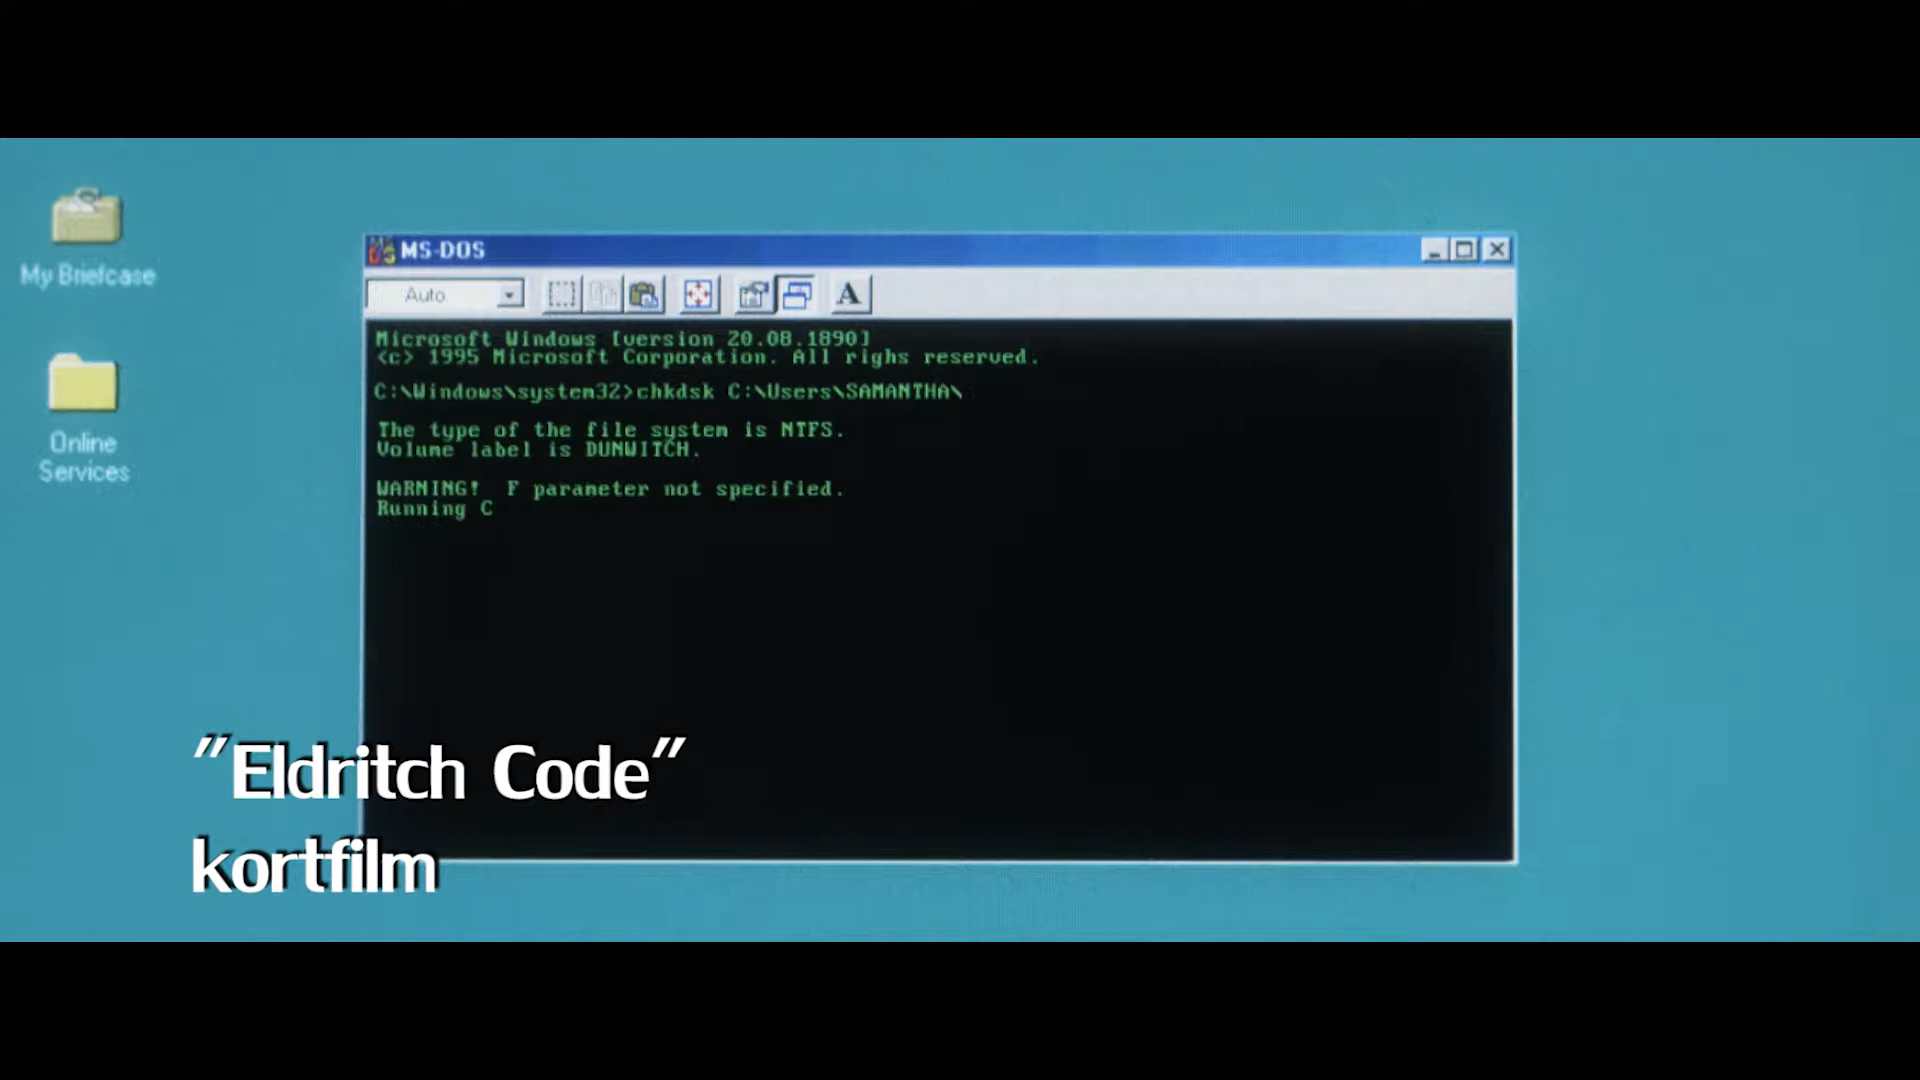 My Briefcase
Online
Services
MS-DOS
Auto
A
Microsoft Windows [version 20.08.1890]
<c> 1995 Microsoft Corporation. All righs reserved.
C:\Windows\system32>chkdsk C:\Users\SAMANTHA\
The type of the file system is NTFS.
Volume label is DUNWITCH.
WARNING!  F parameter not specified.
Running C
"Eldritch Code"
kortfilm